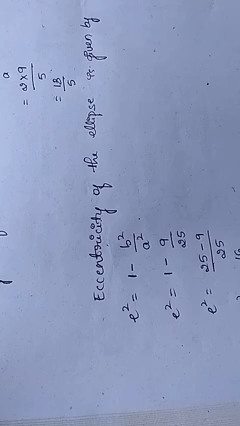 a
= 2×9/5
= 18/5
Eccentricity of the ellipse is given by
e² = 1 - b²/a²
e² = 1 - 9/25
e² = 25-9/25